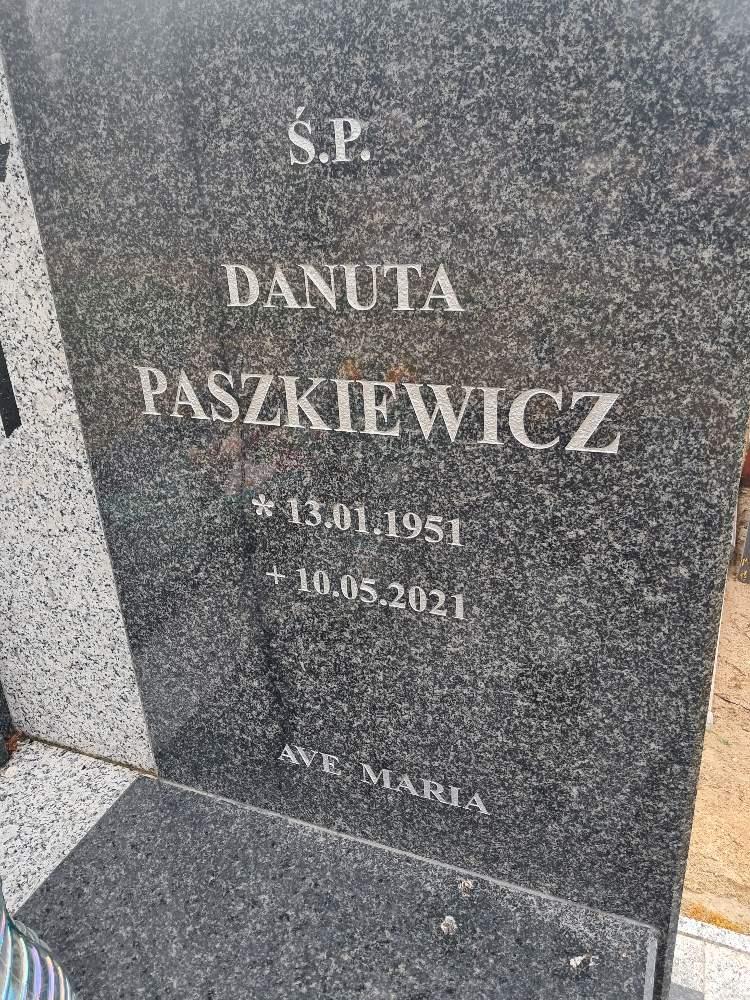 Ś.P.
DANUTA
PASZKIEWICZ
* 13.01.1951
+ 10.05.2021
AVE MARIA